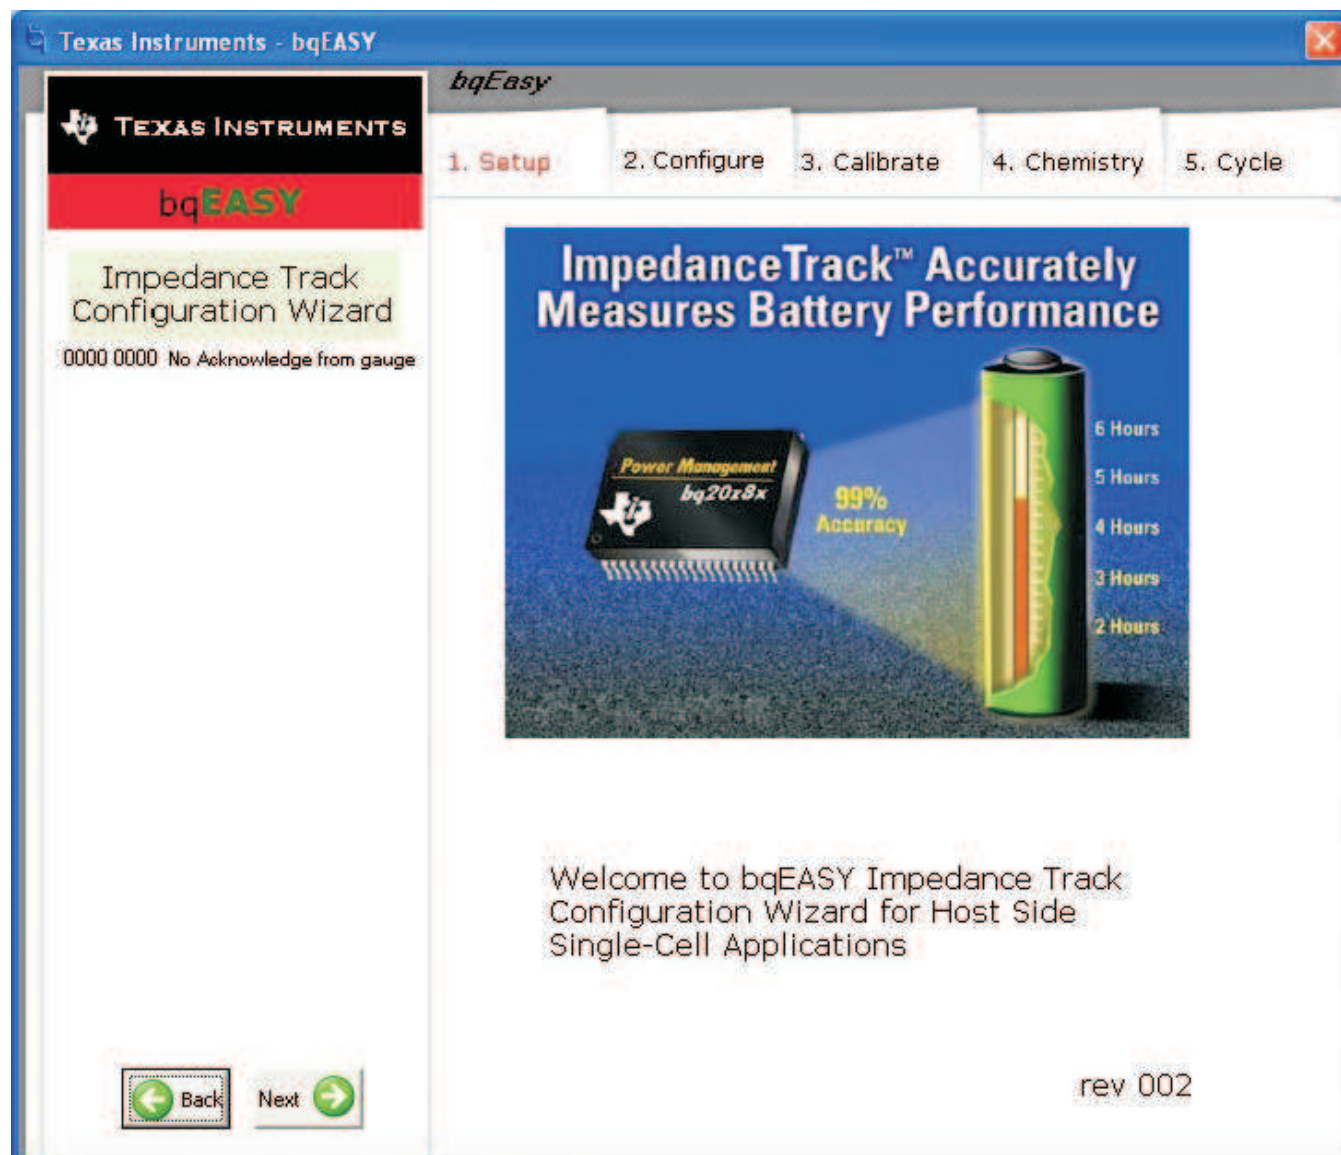 Texas Instruments - bqEASY
bqEasy
TEXAS INSTRUMENTS
bqEASY
Impedance Track
Configuration Wizard
0000 0000 No Acknowledge from gauge
1. Setup
2. Configure
3. Calibrate
4. Chemistry
5. Cycle
ImpedanceTrack™ Accurately
Measures Battery Performance
Power Management
bq20z8x
99%
Accuracy
6 Hours
5 Hours
4 Hours
3 Hours
2 Hours
Welcome to bqEASY Impedance Track
Configuration Wizard for Host Side
Single-Cell Applications
rev 002
Back
Next